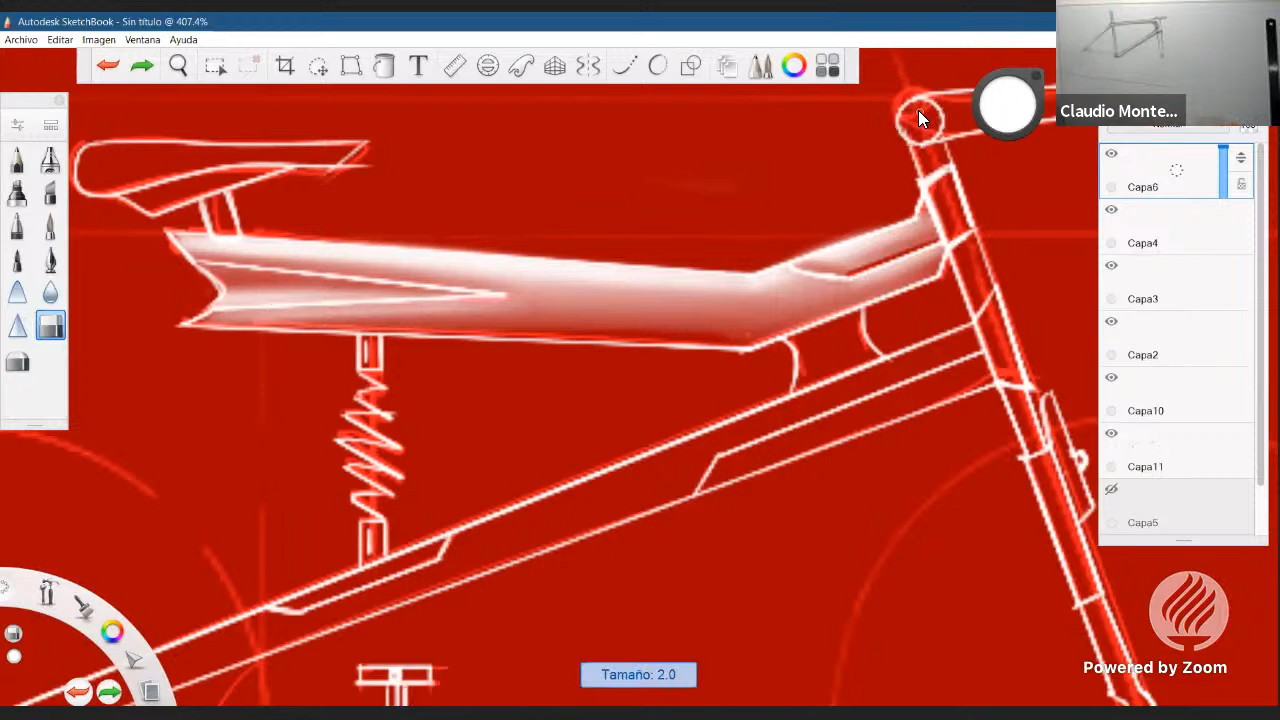 Autodesk SketchBook - Sin título @ 407.4%
Archivo Editar Imagen Ventana Ayuda
T
Claudio Monte...
Capa6
Capa4
Capa3
Capa2
Capa10
Capa11
Capa5
Tamaño: 2.0
Powered by Zoom